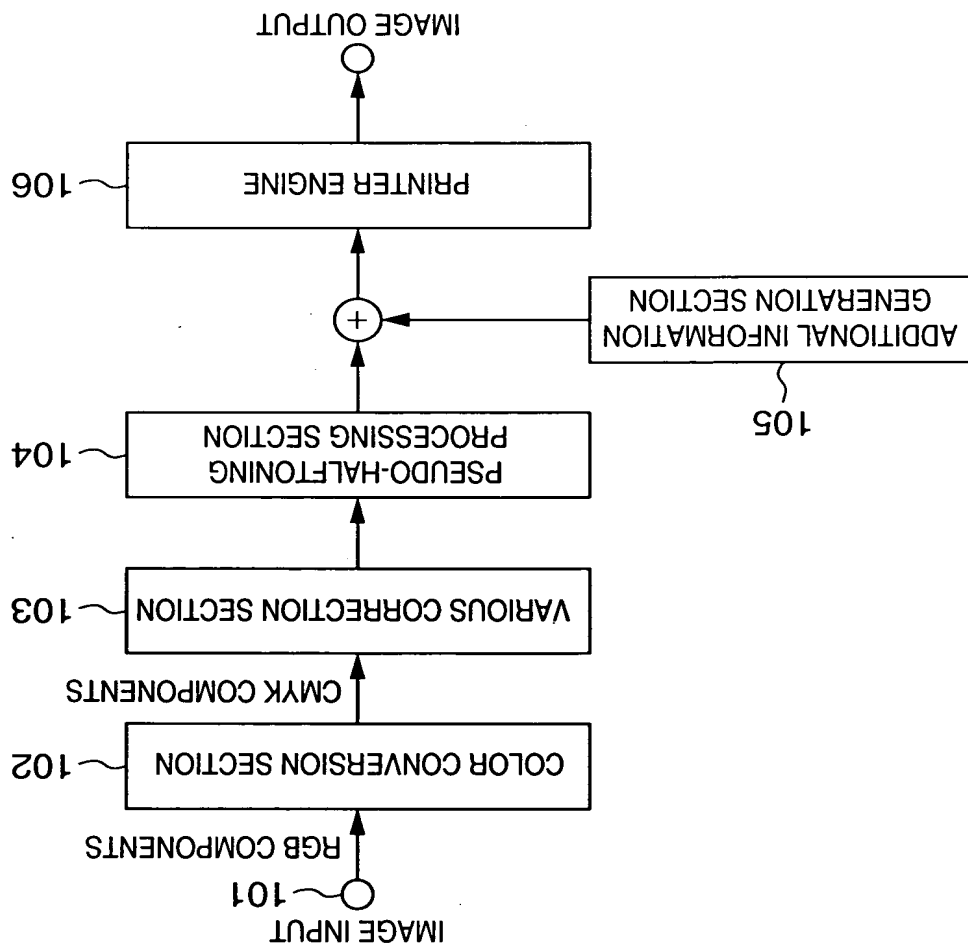 IMAGE INPUT
101
RGB COMPONENTS
COLOR CONVERSION SECTION
102
CMYK COMPONENTS
VARIOUS CORRECTION SECTION
103
PSEUDO-HALFTONING
PROCESSING SECTION
104
105
ADDITIONAL INFORMATION
GENERATION SECTION
+
PRINTER ENGINE
106
IMAGE OUTPUT